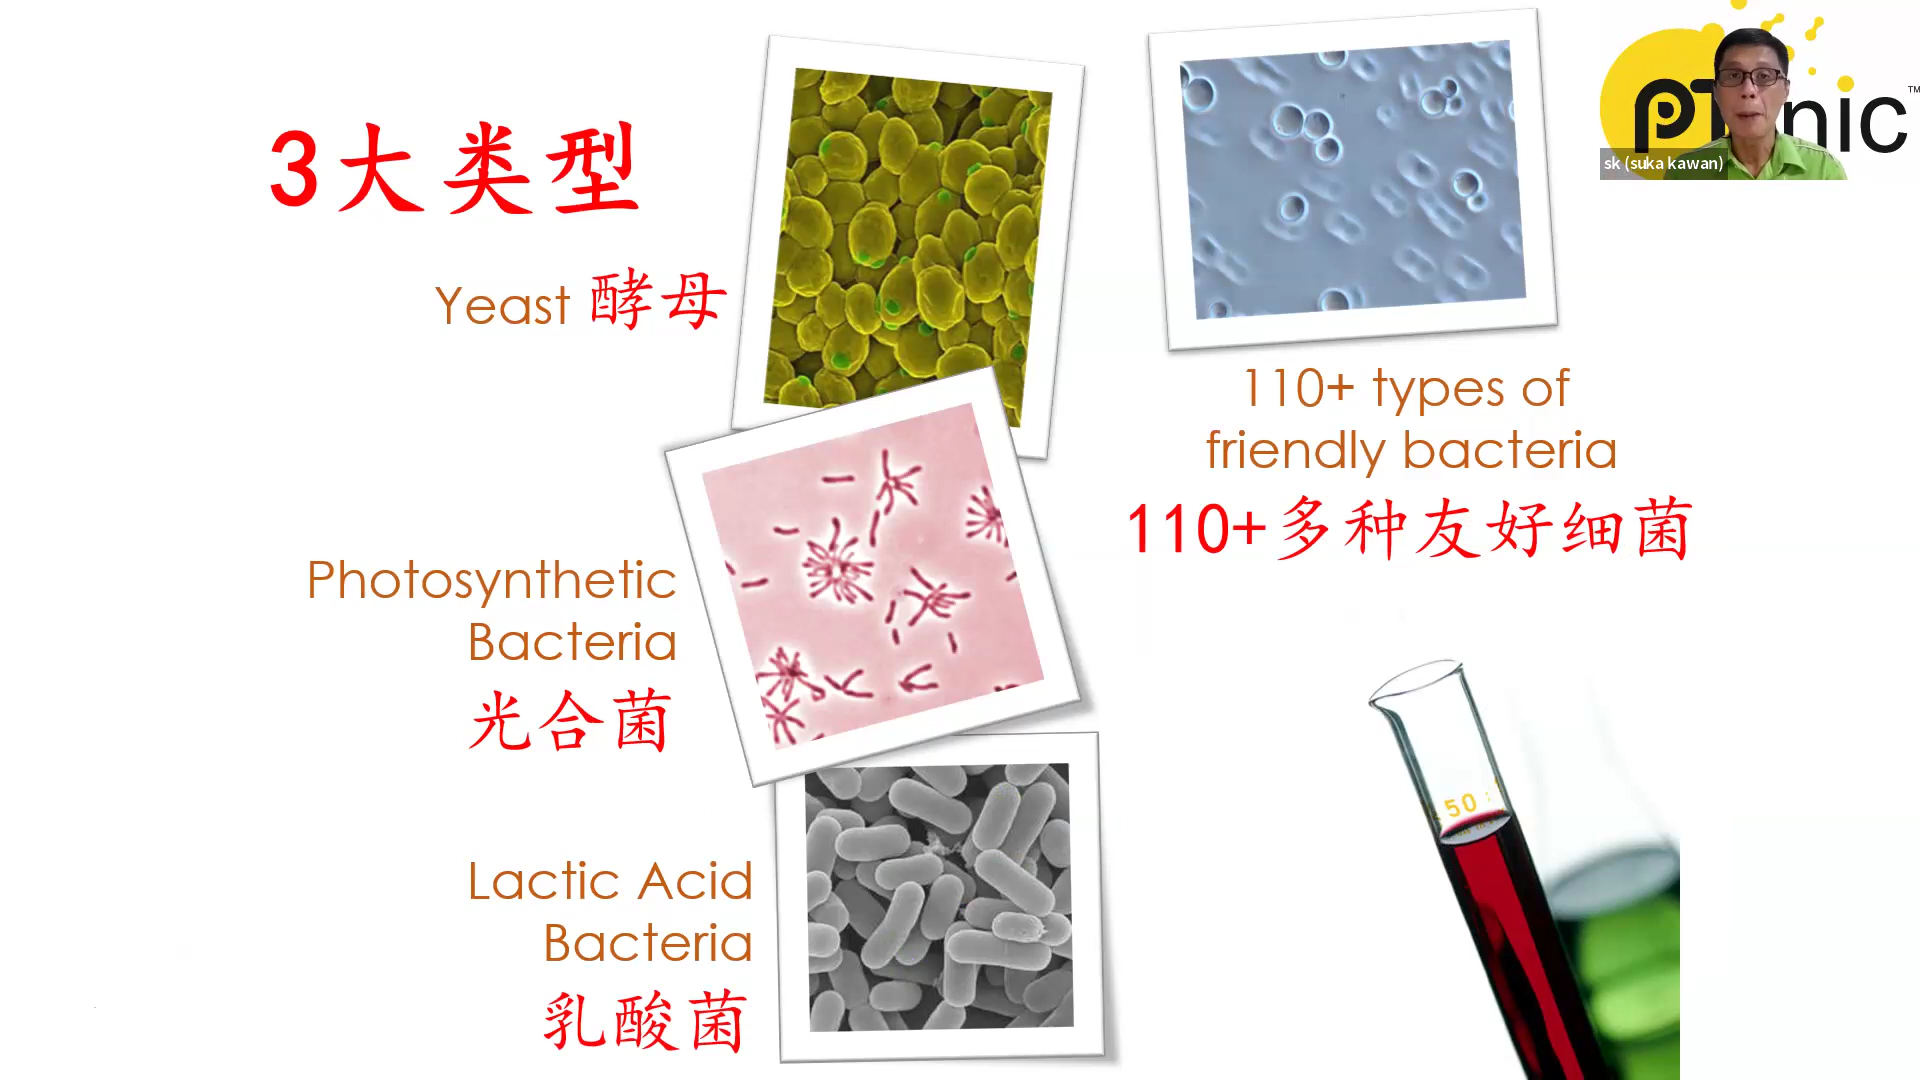 3大类型
Yeast 酵母
Photosynthetic
Bacteria
光合菌
Lactic Acid
Bacteria
乳酸菌
110+ types of
friendly bacteria
110+多种友好细菌
50
sk (suka kawan)
nic
TM